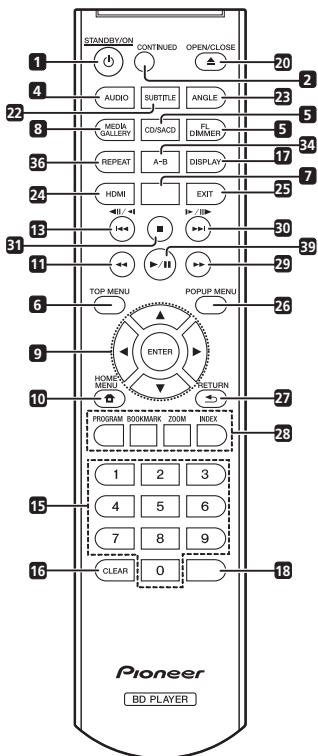 STANDBY/ON
CONTINUED
OPEN/CLOSE
1
20
2
4
AUDIO
SUBTITLE
ANGLE
22
23
5
8
MEDIA GALLERY
CD/SACD
FL DIMMER
5
34
36
REPEAT
A-B
DISPLAY
17
7
24
HDMI
EXIT
25
13
30
31
39
11
29
TOP MENU
POPUP MENU
6
26
9
ENTER
HOME MENU
RETURN
10
27
PROGRAM BOOKMARK ZOOM INDEX
28
1 2 3
15
4 5 6
7 8 9
16
CLEAR
0
18
Pioneer
BD PLAYER